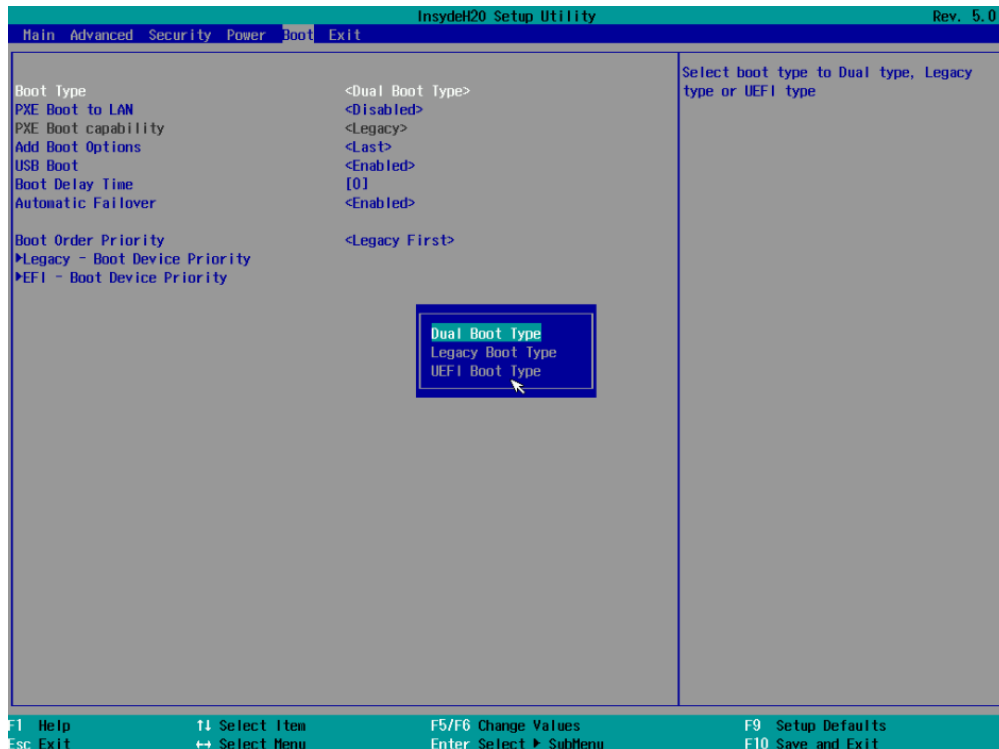 InsydeH20 Setup Utility Rev. 5.0
Main Advanced Security Power Boot Exit
Boot Type <Dual Boot Type>
PXE Boot to LAN <Disabled>
PXE Boot capability <Legacy>
Add Boot Options <Last>
USB Boot <Enabled>
Boot Delay Time [0]
Automatic Failover <Enabled>
Boot Order Priority <Legacy First>
▶Legacy - Boot Device Priority
▶EFI - Boot Device Priority
Select boot type to Dual type, Legacy
type or UEFI type
Dual Boot Type
Legacy Boot Type
UEFI Boot Type
F1 Help ↑↓ Select Item F5/F6 Change Values F9 Setup Defaults
Esc Exit ↔ Select Menu Enter Select ▶ SubMenu F10 Save and Exit